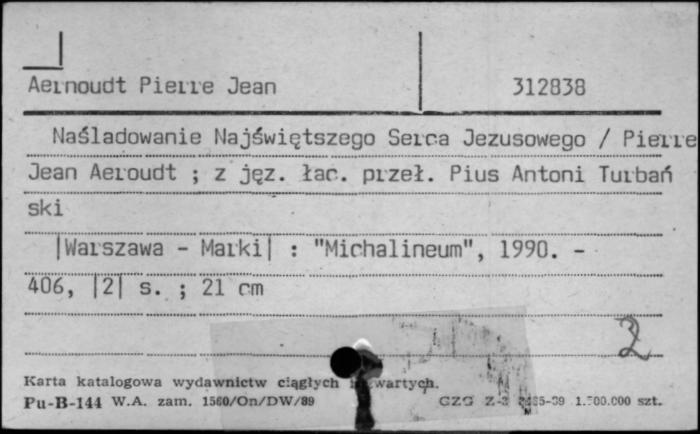 Aernoudt Pierre Jean 312838
Naśladowanie Najświętszego Serca Jezusowego / Pierre
Jean Aeroudt ; z jęz. łac. przeł. Pius Antoni Turbań
ski
|Warszawa - Marki| : "Michalineum", 1990. -
406, |2| s. ; 21 cm
2
Karta katalogowa wydawnictw ciągłych i zwartych.
Pu-B-144 W.A. zam. 1560/On/DW/89 CZG Z-3 1.500.000 szt.